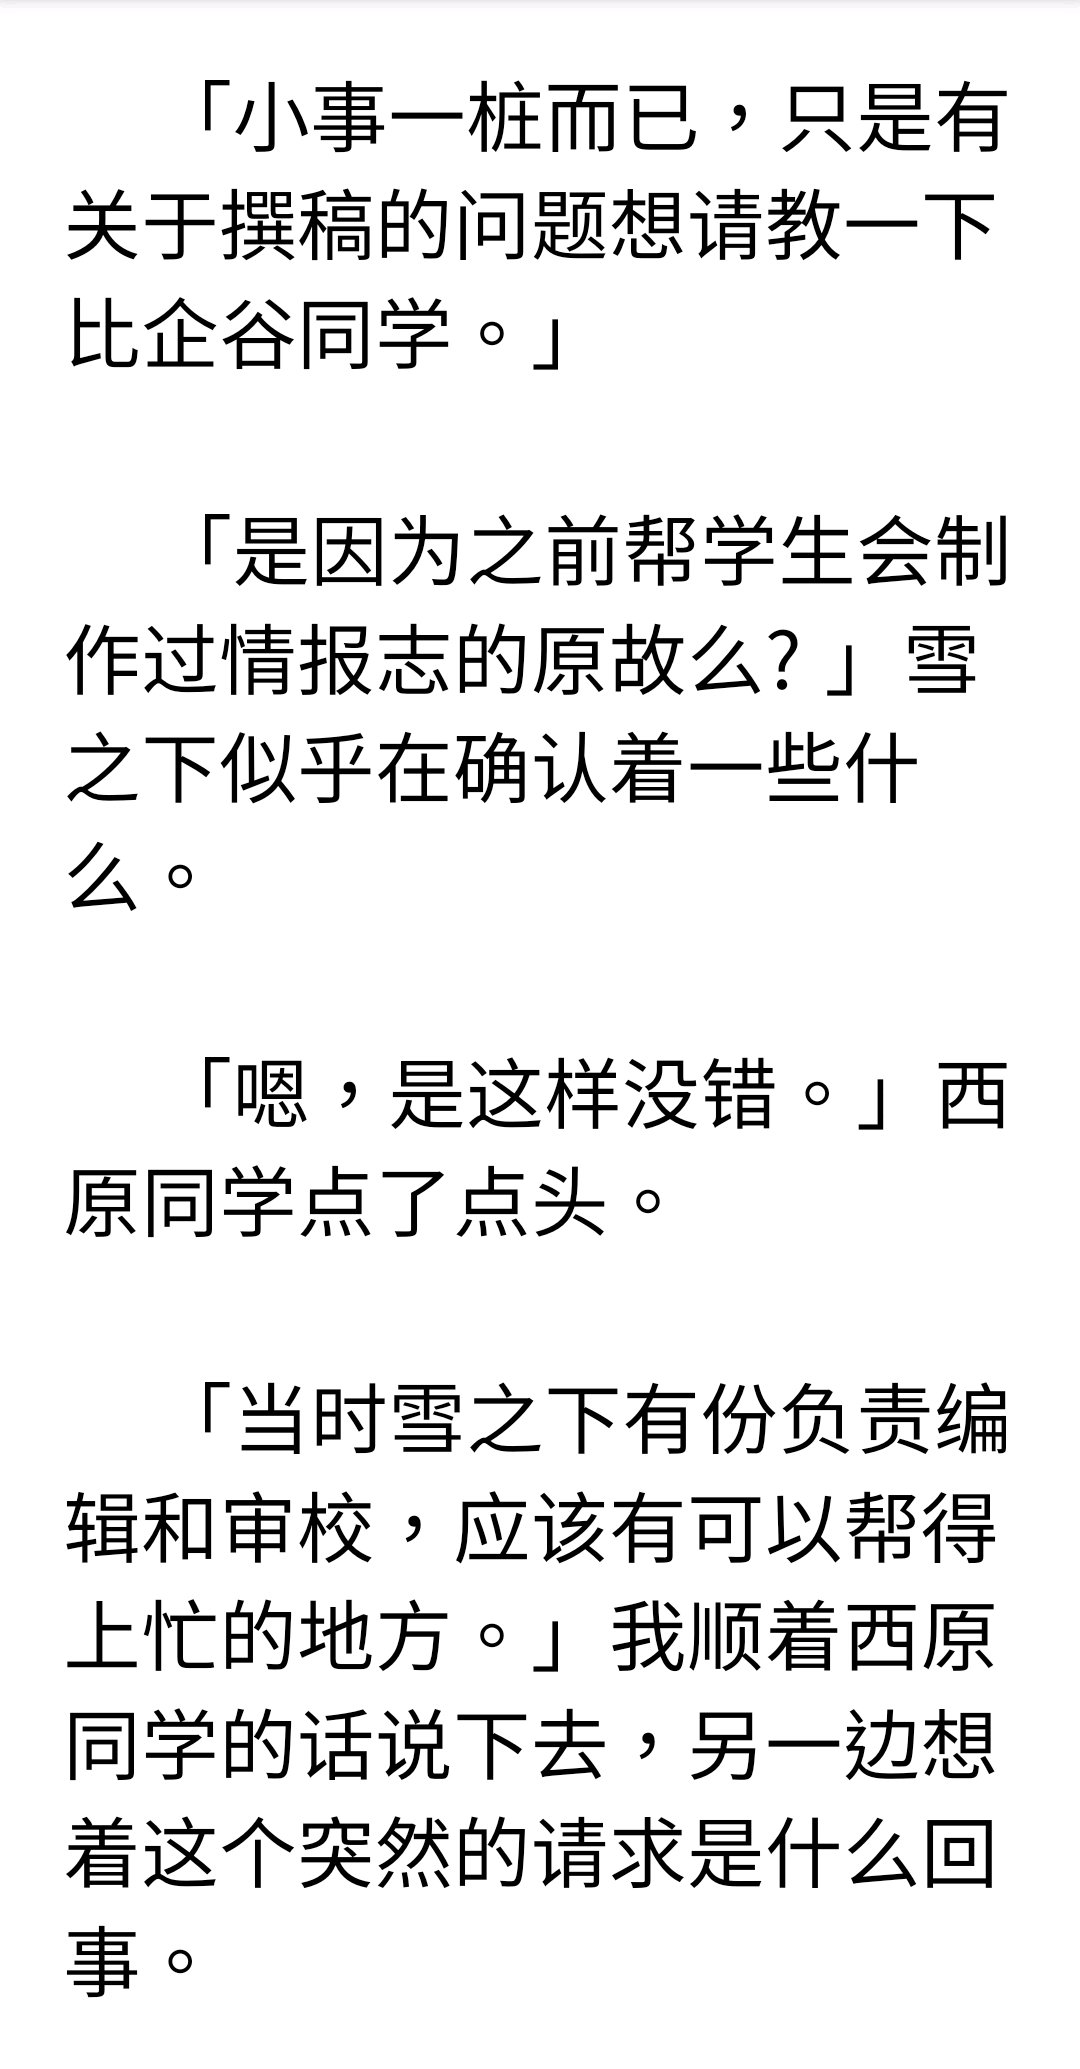 「小事一桩而已，只是有
关于撰稿的问题想请教一下
比企谷同学。」
「是因为之前帮学生会制
作过情报志的原故么？」雪
之下似乎在确认着一些什
么。
「嗯，是这样没错。」西
原同学点了点头。
「当时雪之下有份负责编
辑和审校，应该有可以帮得
上忙的地方。」我顺着西原
同学的话说下去，另一边想
着这个突然的请求是什么回
事。